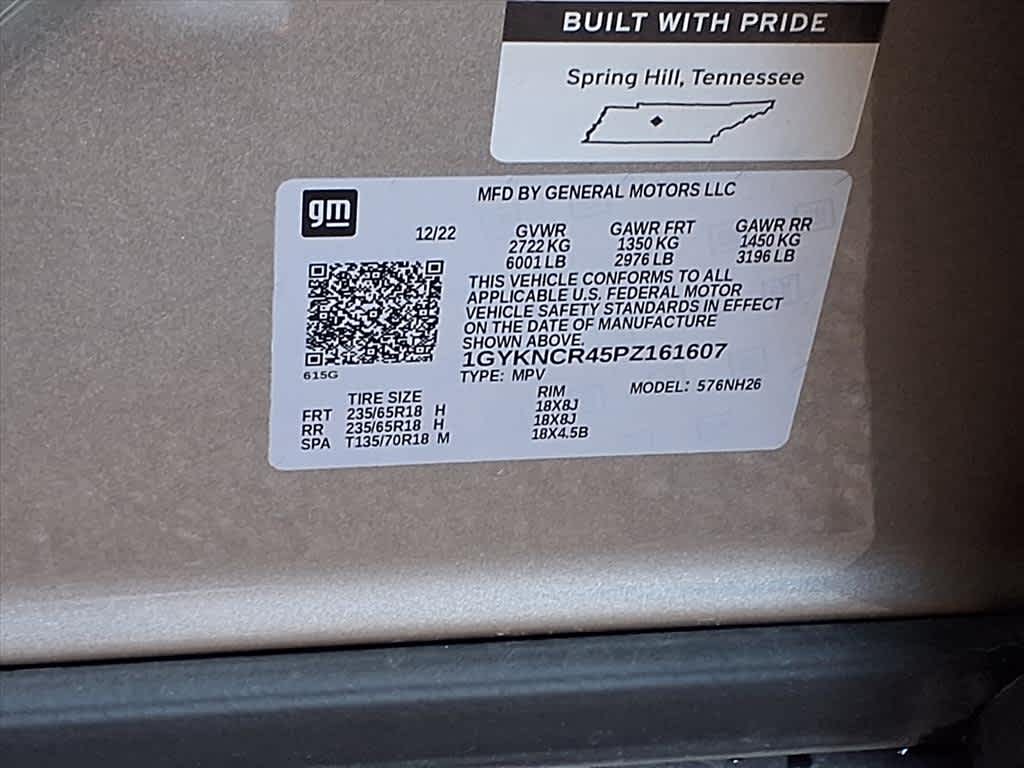 BUILT WITH PRIDE
Spring Hill, Tennessee
gm
MFD BY GENERAL MOTORS LLC
12/22 GVWR GAWR FRT GAWR RR
2722 KG 1350 KG 1450 KG
6001 LB 2976 LB 3196 LB
THIS VEHICLE CONFORMS TO ALL
APPLICABLE U.S. FEDERAL MOTOR
VEHICLE SAFETY STANDARDS IN EFFECT
ON THE DATE OF MANUFACTURE
SHOWN ABOVE.
1GYKNCR45PZ161607
615G
TYPE: MPV MODEL: 576NH26
TIRE SIZE RIM
FRT 235/65R18 H 18X8J
RR 235/65R18 H 18X8J
SPA T135/70R18 M 18X4.5B